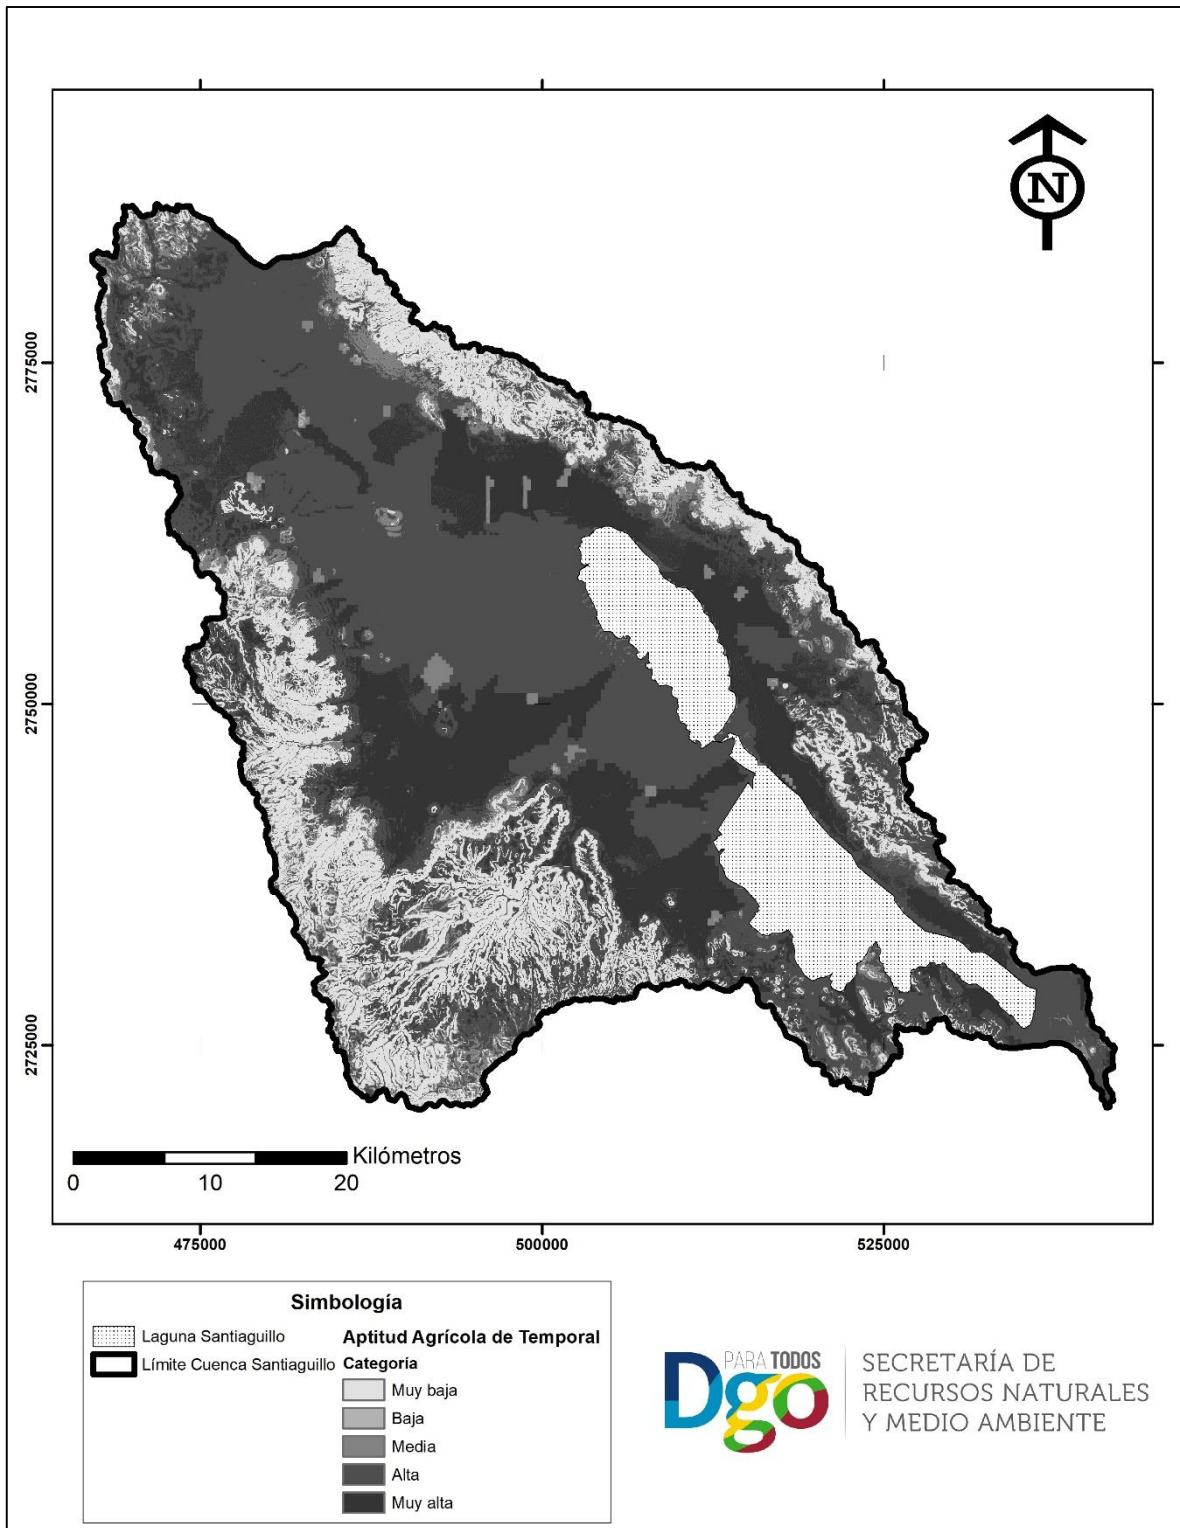 N
2775000
2750000
2725000
Kilómetros
0 10 20
475000 500000 525000
Simbología
Laguna Santiaguillo
Límite Cuenca Santiaguillo
Aptitud Agrícola de Temporal
Categoría
Muy baja
Baja
Media
Alta
Muy alta
PARA TODOS
Dgo
SECRETARÍA DE
RECURSOS NATURALES
Y MEDIO AMBIENTE